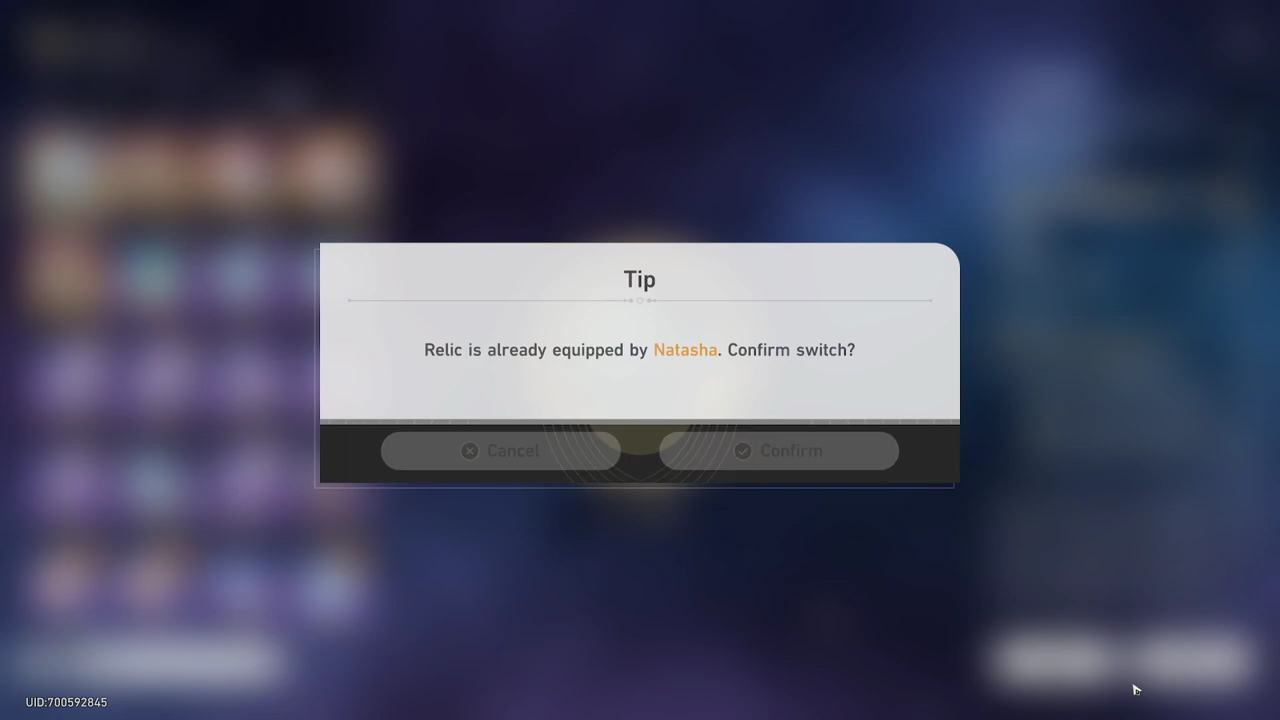 Tip
Relic is already equipped by Natasha. Confirm switch?
Cancel
Confirm
UID:700592845